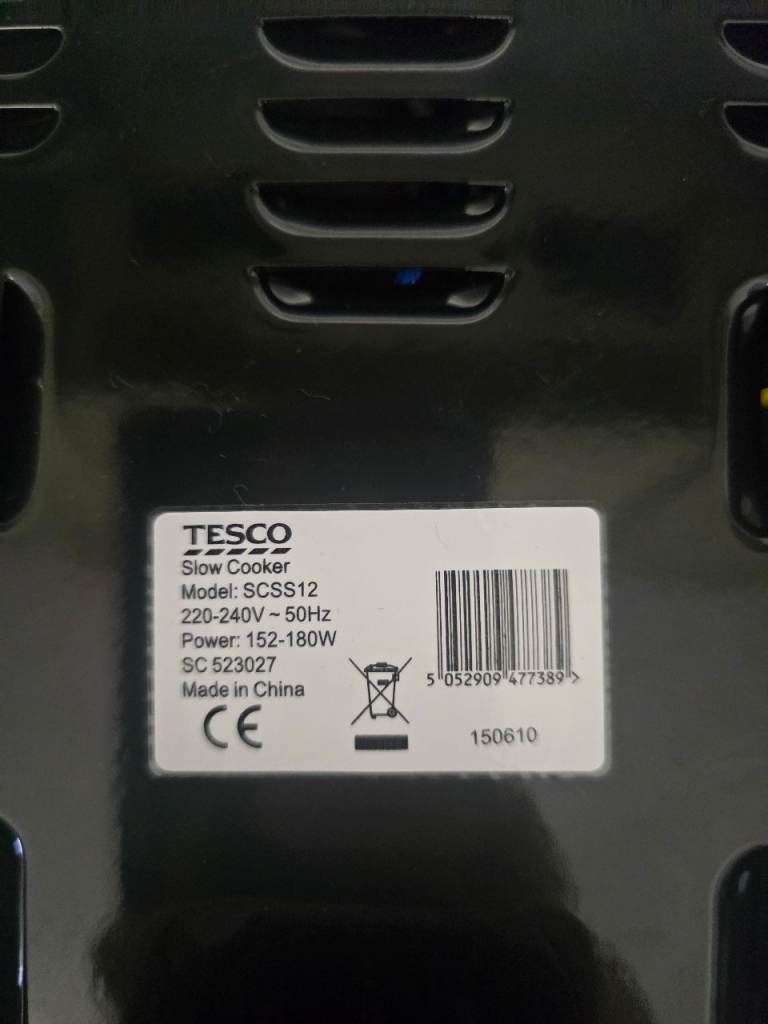 TESCO
Slow Cooker
Model: SCSS12
220-240V ~ 50Hz
Power: 152-180W
SC 523027
Made in China
CE
5 052909 477389 >
150610